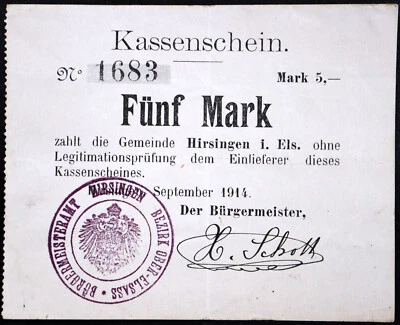 Kassenschein.
No 1683 Mark 5,—
Fünf Mark
zahlt die Gemeinde Hirsingen i. Els. ohne
Legitimationsprüfung dem Einlieferer dieses
Kassenscheines.
September 1914.
Der Bürgermeister,
X. Schott
BÜRGERMEISTERAMT HIRSINGEN BEZIRK OBER-ELSASS